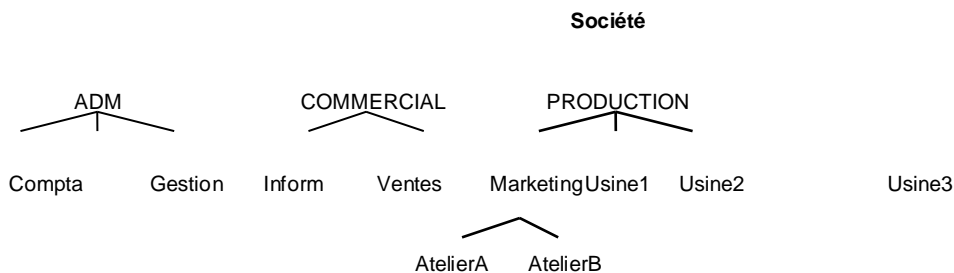 Société
ADM COMMERCIAL PRODUCTION
Compta Gestion Inform Ventes MarketingUsine1 Usine2 Usine3
AtelierA AtelierB